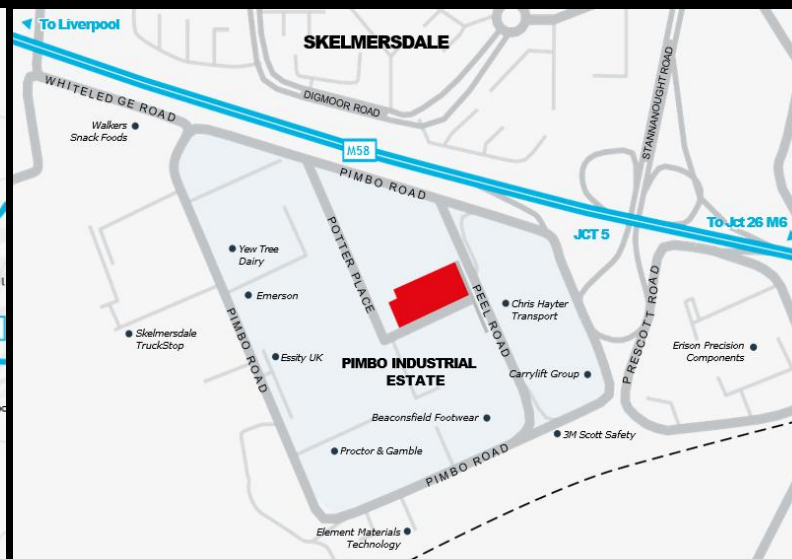 To Liverpool
SKELMERSDALE
WHITELEDGE ROAD
DIGMOOR ROAD
STANNANOUGHT ROAD
Walkers
Snack Foods
M58
PIMBO ROAD
To Jct 26 M6
JCT 5
POTTER PLACE
Yew Tree
Dairy
Emerson
PEEL ROAD
Chris Hayter
Transport
PRESCOTT ROAD
Skelmersdale
TruckStop
PIMBO ROAD
Essity UK
PIMBO INDUSTRIAL
ESTATE
Erison Precision
Components
Carrylift Group
Beaconsfield Footwear
3M Scott Safety
Proctor & Gamble
PIMBO ROAD
Element Materials
Technology